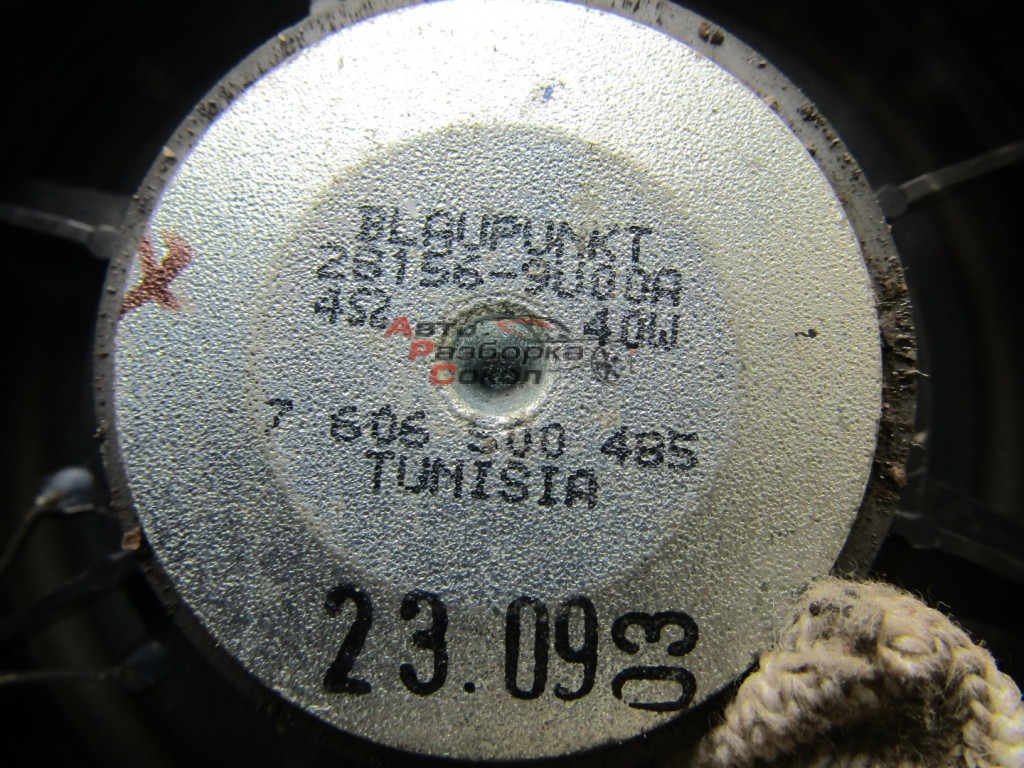 BLAUPUNKT
28156-9U00A
4Ω 40W
Авто
Разборка
Сокол
7 606 500 485
TUNISIA
23.09 03